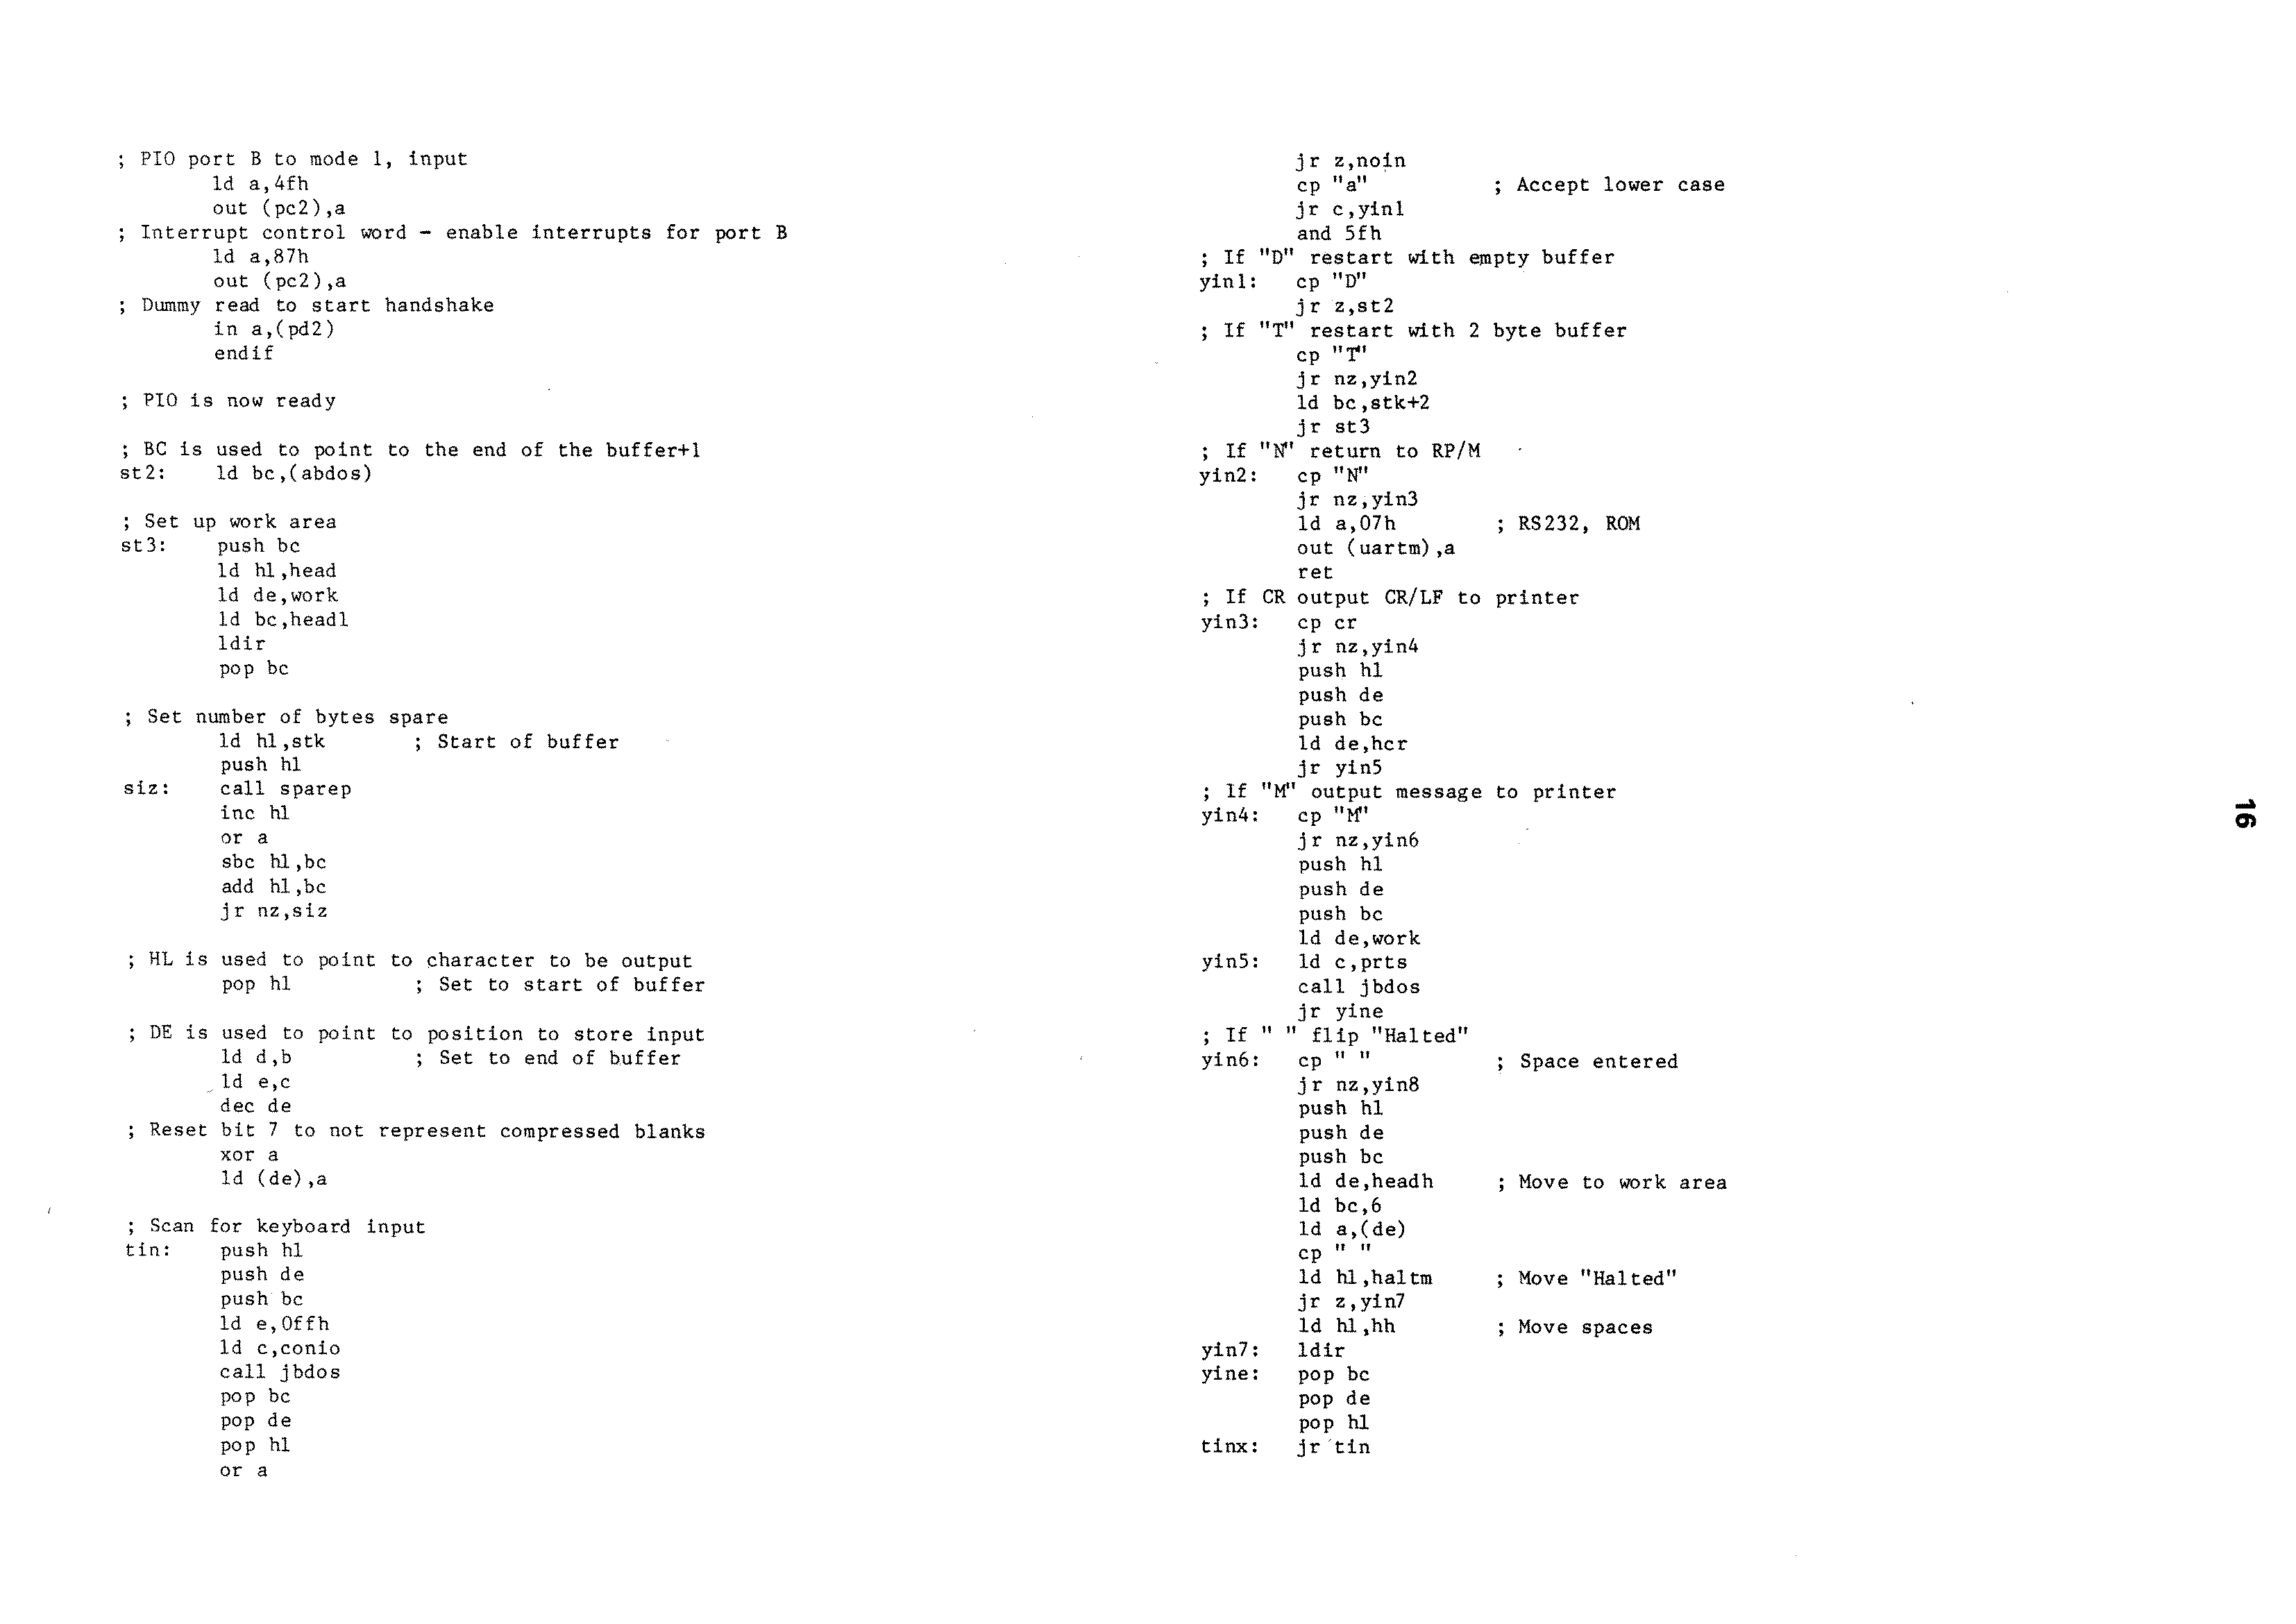 ; PIO port B to mode 1, input
        ld a,4fh
        out (pc2),a
; Interrupt control word - enable interrupts for port B
        ld a,87h
        out (pc2),a
; Dummy read to start handshake
        in a,(pd2)
        endif

; PIO is now ready

; BC is used to point to the end of the buffer+1
st2:    ld bc,(abdos)

; Set up work area
st3:    push bc
        ld hl,head
        ld de,work
        ld bc,headl
        ldir
        pop bc

; Set number of bytes spare
        ld hl,stk       ; Start of buffer
        push hl
siz:    call sparep
        inc hl
        or a
        sbc hl,bc
        add hl,bc
        jr nz,siz

; HL is used to point to character to be output
        pop hl          ; Set to start of buffer

; DE is used to point to position to store input
        ld d,b          ; Set to end of buffer
        ld e,c
        dec de
; Reset bit 7 to not represent compressed blanks
        xor a
        ld (de),a

; Scan for keyboard input
tin:    push hl
        push de
        push bc
        ld e,0ffh
        ld c,conio
        call jbdos
        pop bc
        pop de
        pop hl
        or a
        jr z,noin
        cp "a"          ; Accept lower case
        jr c,yin1
        and 5fh
; If "D" restart with empty buffer
yin1:   cp "D"
        jr z,st2
; If "T" restart with 2 byte buffer
        cp "T"
        jr nz,yin2
        ld bc,stk+2
        jr st3
; If "N" return to RP/M
yin2:   cp "N"
        jr nz,yin3
        ld a,07h        ; RS232, ROM
        out (uartm),a
        ret
; If CR output CR/LF to printer
yin3:   cp cr
        jr nz,yin4
        push hl
        push de
        push bc
        ld de,hcr
        jr yin5
; If "M" output message to printer
yin4:   cp "M"
        jr nz,yin6
        push hl
        push de
        push bc
        ld de,work
yin5:   ld c,prts
        call jbdos
        jr yine
; If " " flip "Halted"
yin6:   cp " "          ; Space entered
        jr nz,yin8
        push hl
        push de
        push bc
        ld de,headh     ; Move to work area
        ld bc,6
        ld a,(de)
        cp " "
        ld hl,haltm     ; Move "Halted"
        jr z,yin7
        ld hl,hh        ; Move spaces
yin7:   ldir
yine:   pop bc
        pop de
        pop hl
tinx:   jr tin
16